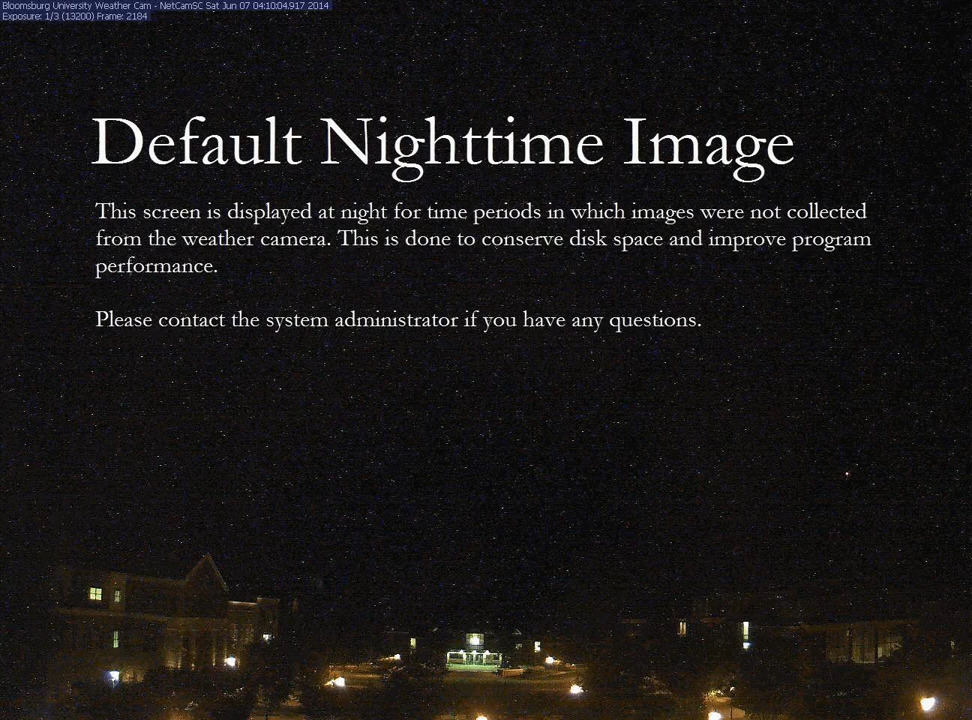 Bloomsburg University Weather Cam - NetCamSC Sat Jun 07 04:10:04.917 2014
Exposure: 1/3 (13200) Frame: 2184
Default Nighttime Image
This screen is displayed at night for time periods in which images were not collected
from the weather camera. This is done to conserve disk space and improve program
performance.
Please contact the system administrator if you have any questions.